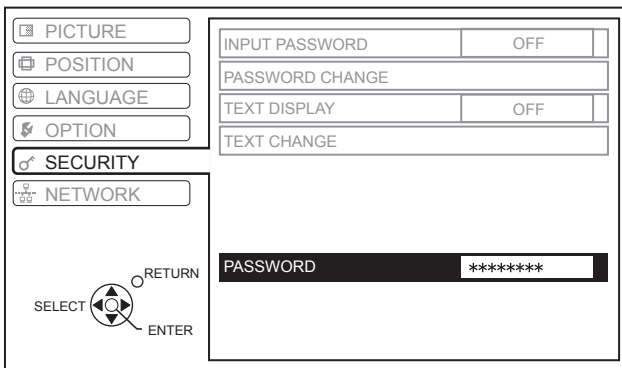 PICTURE
POSITION
LANGUAGE
OPTION
SECURITY
NETWORK
RETURN
SELECT
ENTER
INPUT PASSWORD OFF
PASSWORD CHANGE
TEXT DISPLAY OFF
TEXT CHANGE
PASSWORD ********